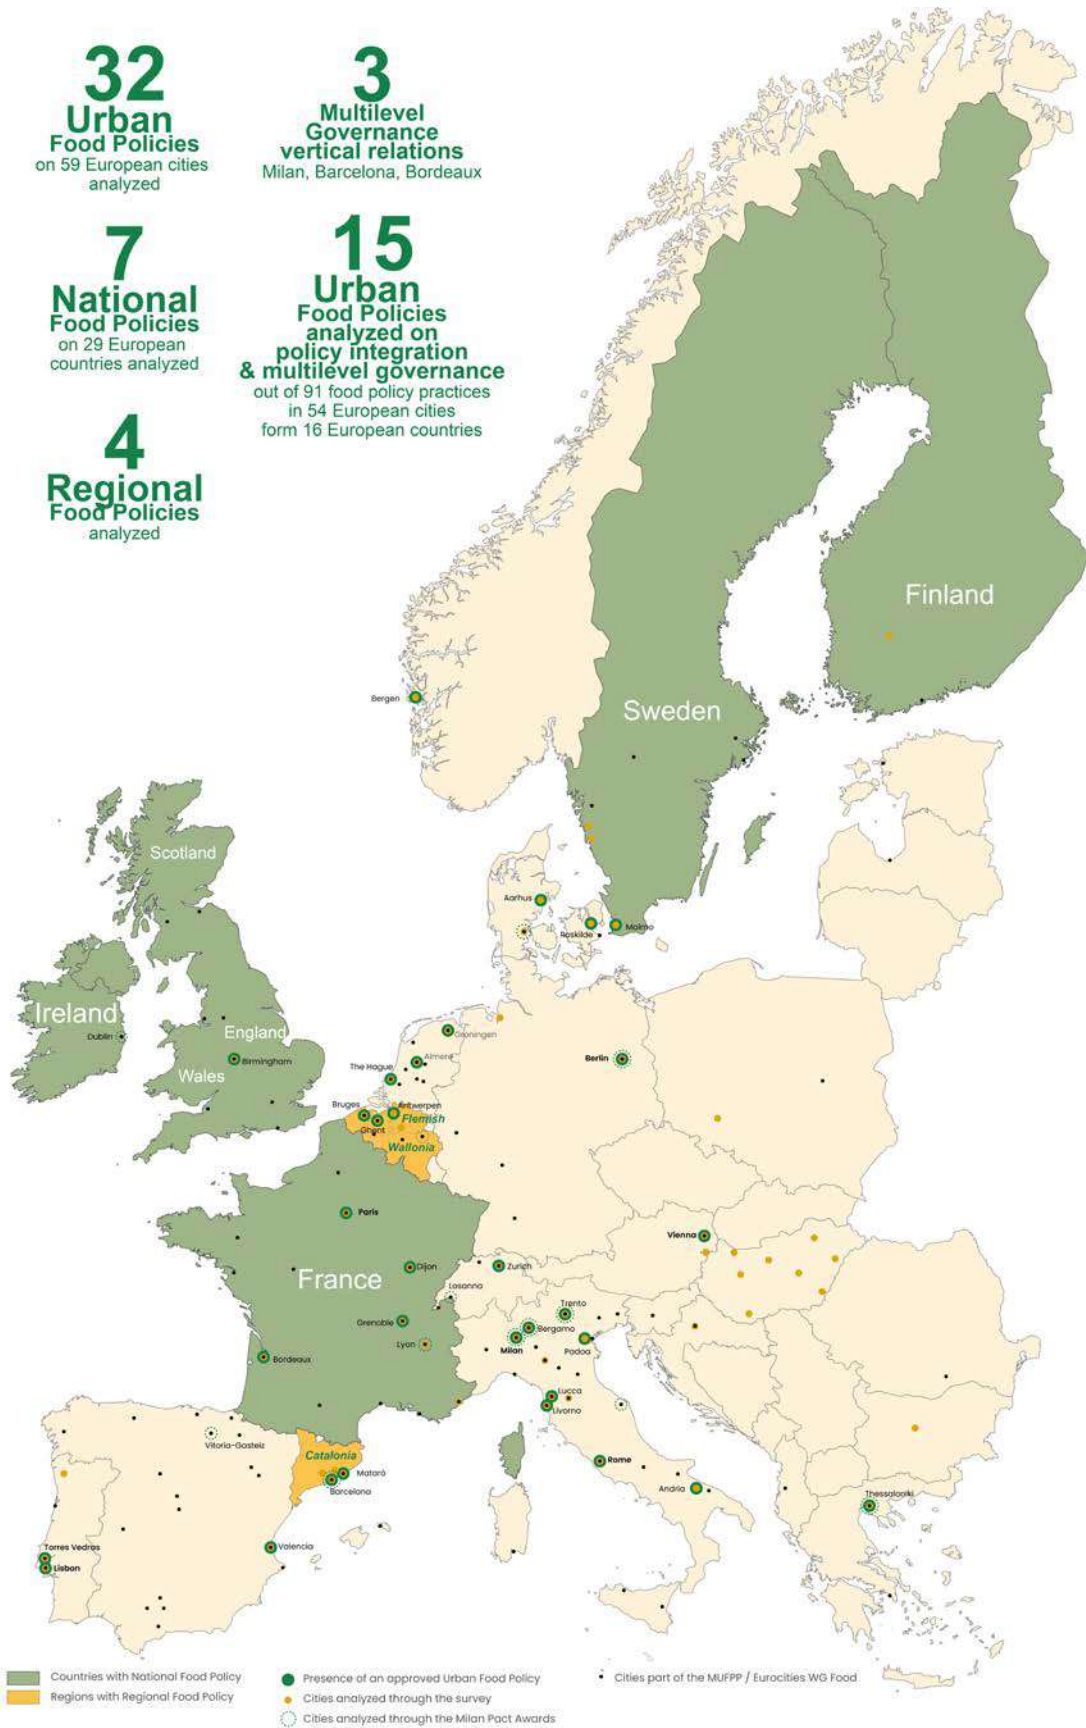 32
Urban
Food Policies
on 59 European cities
analyzed
3
Multilevel
Governance
vertical relations
Milan, Barcelona, Bordeaux
7
National
Food Policies
on 29 European
countries analyzed
15
Urban
Food Policies
analyzed on
policy integration
& multilevel governance
out of 91 food policy practices
in 54 European cities
form 16 European countries
4
Regional
Food Policies
analyzed
Finland
Bergen
Sweden
Scotland
Aarhus
Roskilde
Malmo
Ireland
Dublin
England
Birmingham
Wales
Groningen
Almere
The Hague
Berlin
Bruges
Antwerpen
Ghent
Flemish
Wallonia
Paris
Vienna
France
Dijon
Zurich
Losanna
Trento
Grenoble
Bergamo
Lyon
Milan
Padoa
Bordeaux
Lucca
Livorno
Vitoria-Gasteiz
Catalonia
Mataró
Barcelona
Rome
Andria
Thessaloniki
Valencia
Torres Vedras
Lisbon
Countries with National Food Policy
Regions with Regional Food Policy
Presence of an approved Urban Food Policy
Cities analyzed through the survey
Cities analyzed through the Milan Pact Awards
Cities part of the MUFPP / Eurocities WG Food